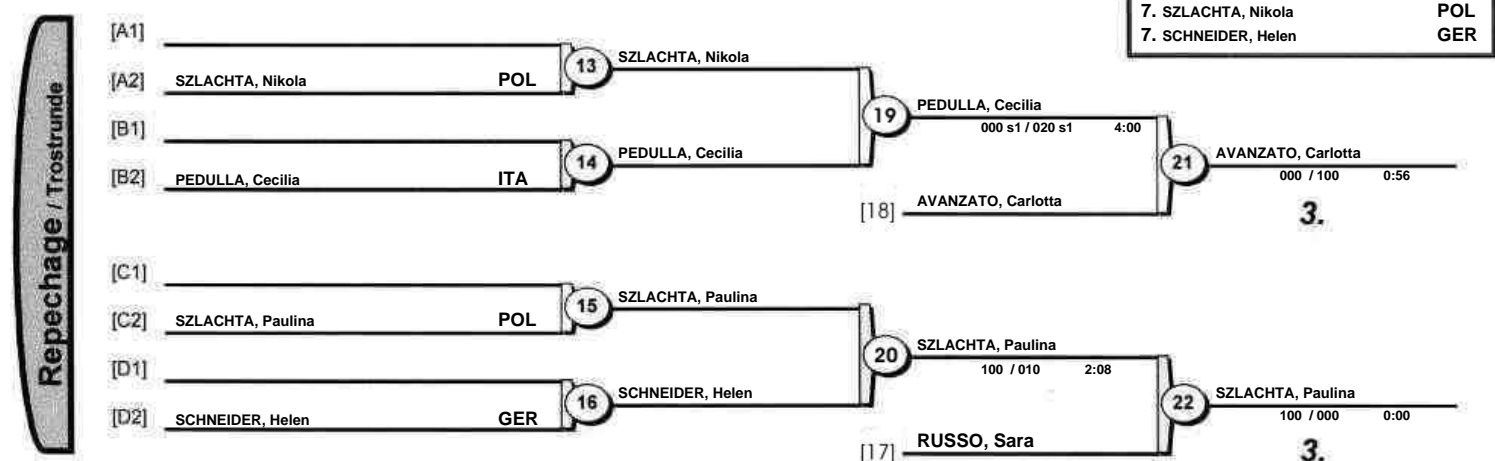 7. SZLACHTA, Nikola POL
7. SCHNEIDER, Helen GER
Repechage / Trostrunde
[A1]
[A2] SZLACHTA, Nikola POL
13 SZLACHTA, Nikola
[B1]
[B2] PEDULLA, Cecilia ITA
14 PEDULLA, Cecilia
19 PEDULLA, Cecilia
000 s1 / 020 s1 4:00
[18] AVANZATO, Carlotta
21 AVANZATO, Carlotta
000 / 100 0:56
3.
[C1]
[C2] SZLACHTA, Paulina POL
15 SZLACHTA, Paulina
[D1]
[D2] SCHNEIDER, Helen GER
16 SCHNEIDER, Helen
20 SZLACHTA, Paulina
100 / 010 2:08
[17] RUSSO, Sara
22 SZLACHTA, Paulina
100 / 000 0:00
3.